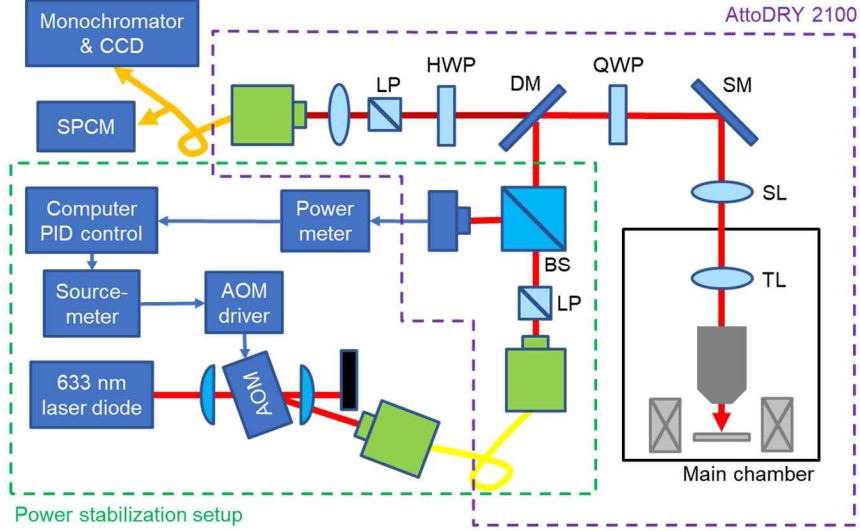 AttoDRY 2100
Monochromator
& CCD
SPCM
LP
HWP
DM
QWP
SM
SL
TL
Main chamber
Computer
PID control
Power
meter
BS
LP
Source-
meter
AOM
driver
633 nm
laser diode
AOM
Power stabilization setup